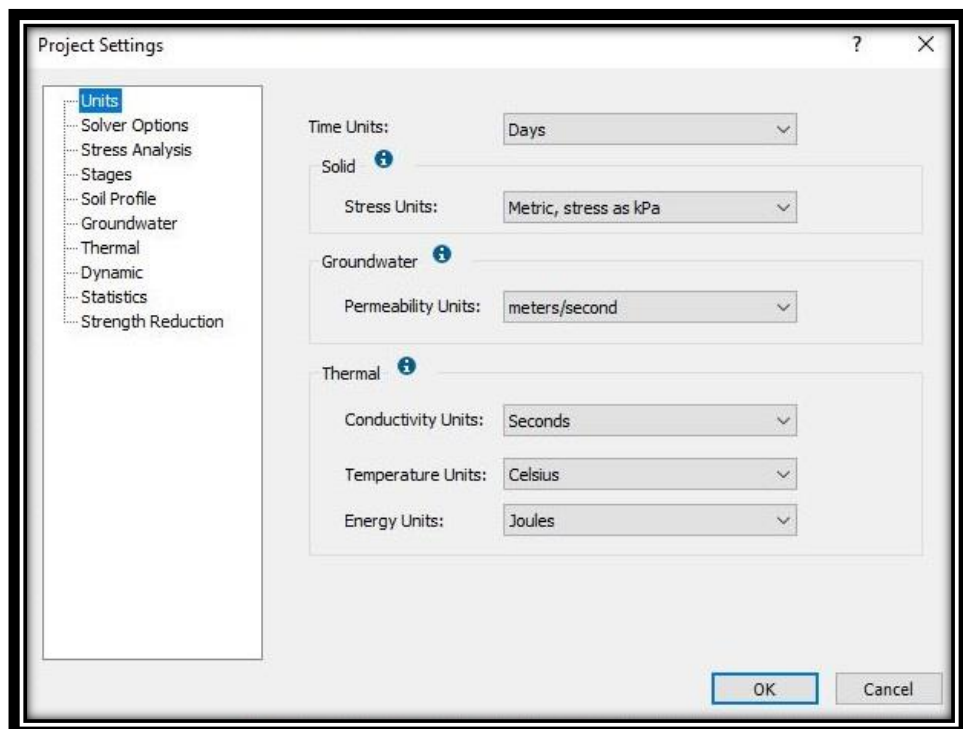 Project Settings
?
Units
Solver Options
Stress Analysis
Stages
Soil Profile
Groundwater
Thermal
Dynamic
Statistics
Strength Reduction
Time Units: Days
Solid
Stress Units: Metric, stress as kPa
Groundwater
Permeability Units: meters/second
Thermal
Conductivity Units: Seconds
Temperature Units: Celsius
Energy Units: Joules
OK Cancel